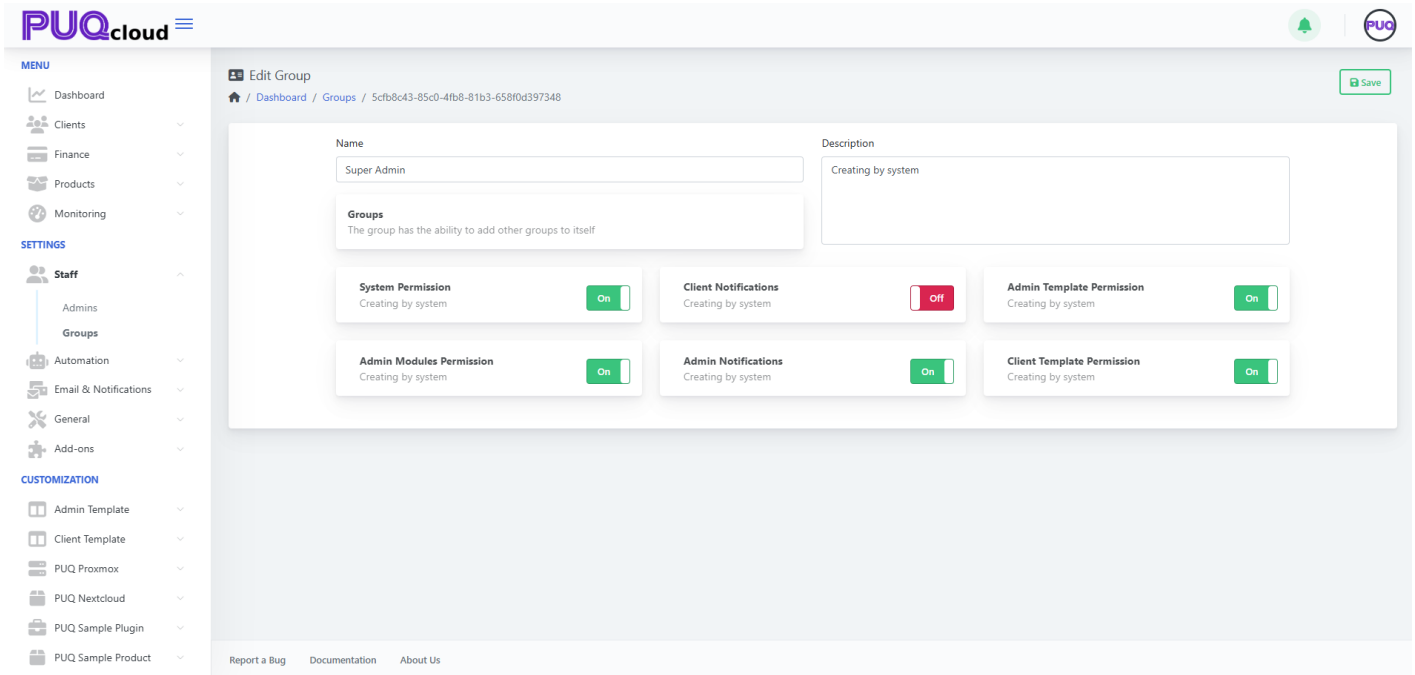 PUQcloud
PUQ
MENU
Dashboard
Clients
Finance
Products
Monitoring
SETTINGS
Staff
Admins
Groups
Automation
Email & Notifications
General
Add-ons
CUSTOMIZATION
Admin Template
Client Template
PUQ Proxmox
PUQ Nextcloud
PUQ Sample Plugin
PUQ Sample Product
Edit Group
/ Dashboard / Groups / 5cfb8c43-85c0-4fb8-81b3-658f0d397348
Save
Name
Super Admin
Description
Creating by system
Groups
The group has the ability to add other groups to itself
System Permission
Creating by system
On
Client Notifications
Creating by system
Off
Admin Template Permission
Creating by system
On
Admin Modules Permission
Creating by system
On
Admin Notifications
Creating by system
On
Client Template Permission
Creating by system
On
Report a Bug Documentation About Us